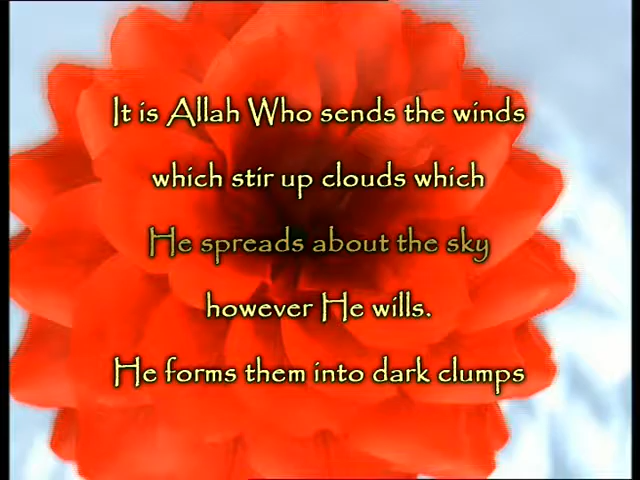 It is Allah Who sends the winds
which stir up clouds which
He spreads about the sky
however He wills.
He forms them into dark clumps